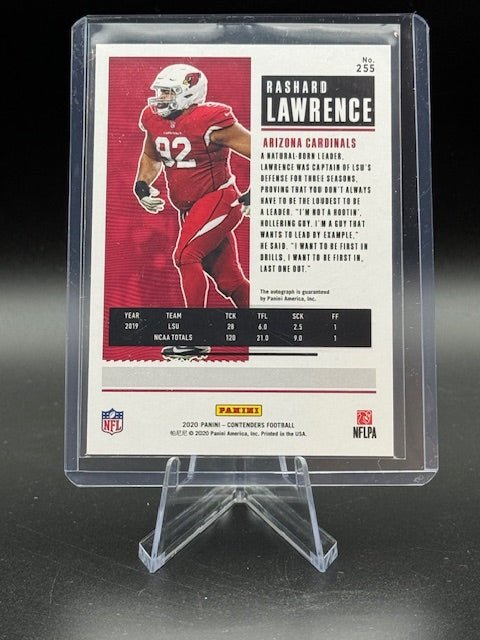 No.
255
RASHARD
LAWRENCE
ARIZONA CARDINALS
A NATURAL-BORN LEADER,
LAWRENCE WAS CAPTAIN OF LSU'S
DEFENSE FOR THREE SEASONS,
PROVING THAT YOU DON'T ALWAYS
HAVE TO BE THE LOUDEST TO BE
A LEADER. "I'M NOT A HOOTIN',
HOLLERING GUY. I'M A GUY THAT
WANTS TO LEAD BY EXAMPLE,"
HE SAID. "I WANT TO BE FIRST IN
DRILLS, I WANT TO BE FIRST IN,
LAST ONE OUT."
The autograph is guaranteed
by Panini America, Inc.
92
YEAR TEAM TCK TFL SCK FF
2019 LSU 28 6.0 2.5 1
NCAA TOTALS 120 21.0 9.0 1
PANINI
2020 PANINI – CONTENDERS FOOTBALL
帕尼尼 © 2020 Panini America, Inc. Printed in the USA.
NFL
NFLPA